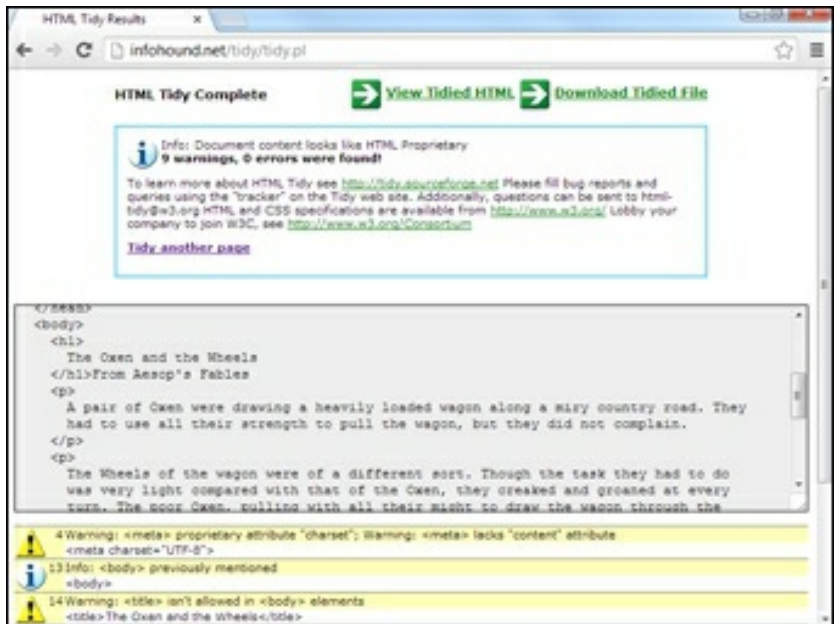 HTML Tidy Results ×
infohound.net/tidy/tidy.pl
HTML Tidy Complete
View Tidied HTML
Download Tidied File
Info: Document content looks like HTML Proprietary
9 warnings, 0 errors were found!
To learn more about HTML Tidy see http://tidy.sourceforge.net Please fill bug reports and
queries using the "tracker" on the Tidy web site. Additionally, questions can be sent to html-
tidy@w3.org HTML and CSS specifications are available from http://www.w3.org/ Lobby your
company to join W3C, see http://www.w3.org/Consortium
Tidy another page
</head>
<body>
<h1>
The Oxen and the Wheels
</h1>From Aesop's Fables
<p>
A pair of Oxen were drawing a heavily loaded wagon along a miry country road. They
had to use all their strength to pull the wagon, but they did not complain.
</p>
<p>
The Wheels of the wagon were of a different sort. Though the task they had to do
was very light compared with that of the Oxen, they creaked and groaned at every
turn. The poor Oxen, pulling with all their might to draw the wagon through the
4 Warning: <meta> proprietary attribute "charset"; Warning: <meta> lacks "content" attribute
<meta charset="UTF-8">
13 Info: <body> previously mentioned
<body>
14 Warning: <title> isn't allowed in <body> elements
<title>The Oxen and the Wheels</title>